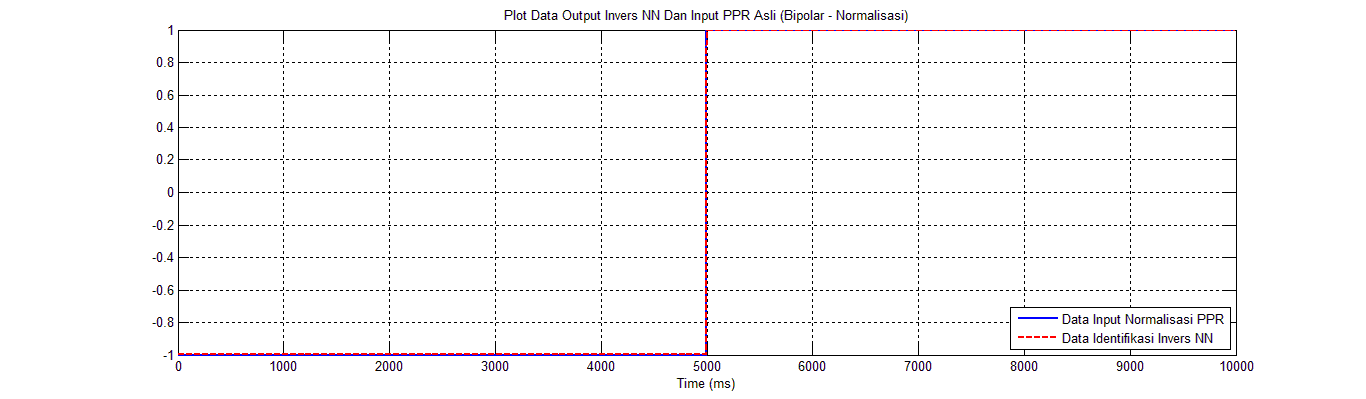 Plot Data Output Invers NN Dan Input PPR Asli (Bipolar - Normalisasi)
1
0.8
0.6
0.4
0.2
0
-0.2
-0.4
-0.6
-0.8
-1
Data Input Normalisasi PPR
Data Identifikasi Invers NN
0 1000 2000 3000 4000 5000 6000 7000 8000 9000 10000
Time (ms)